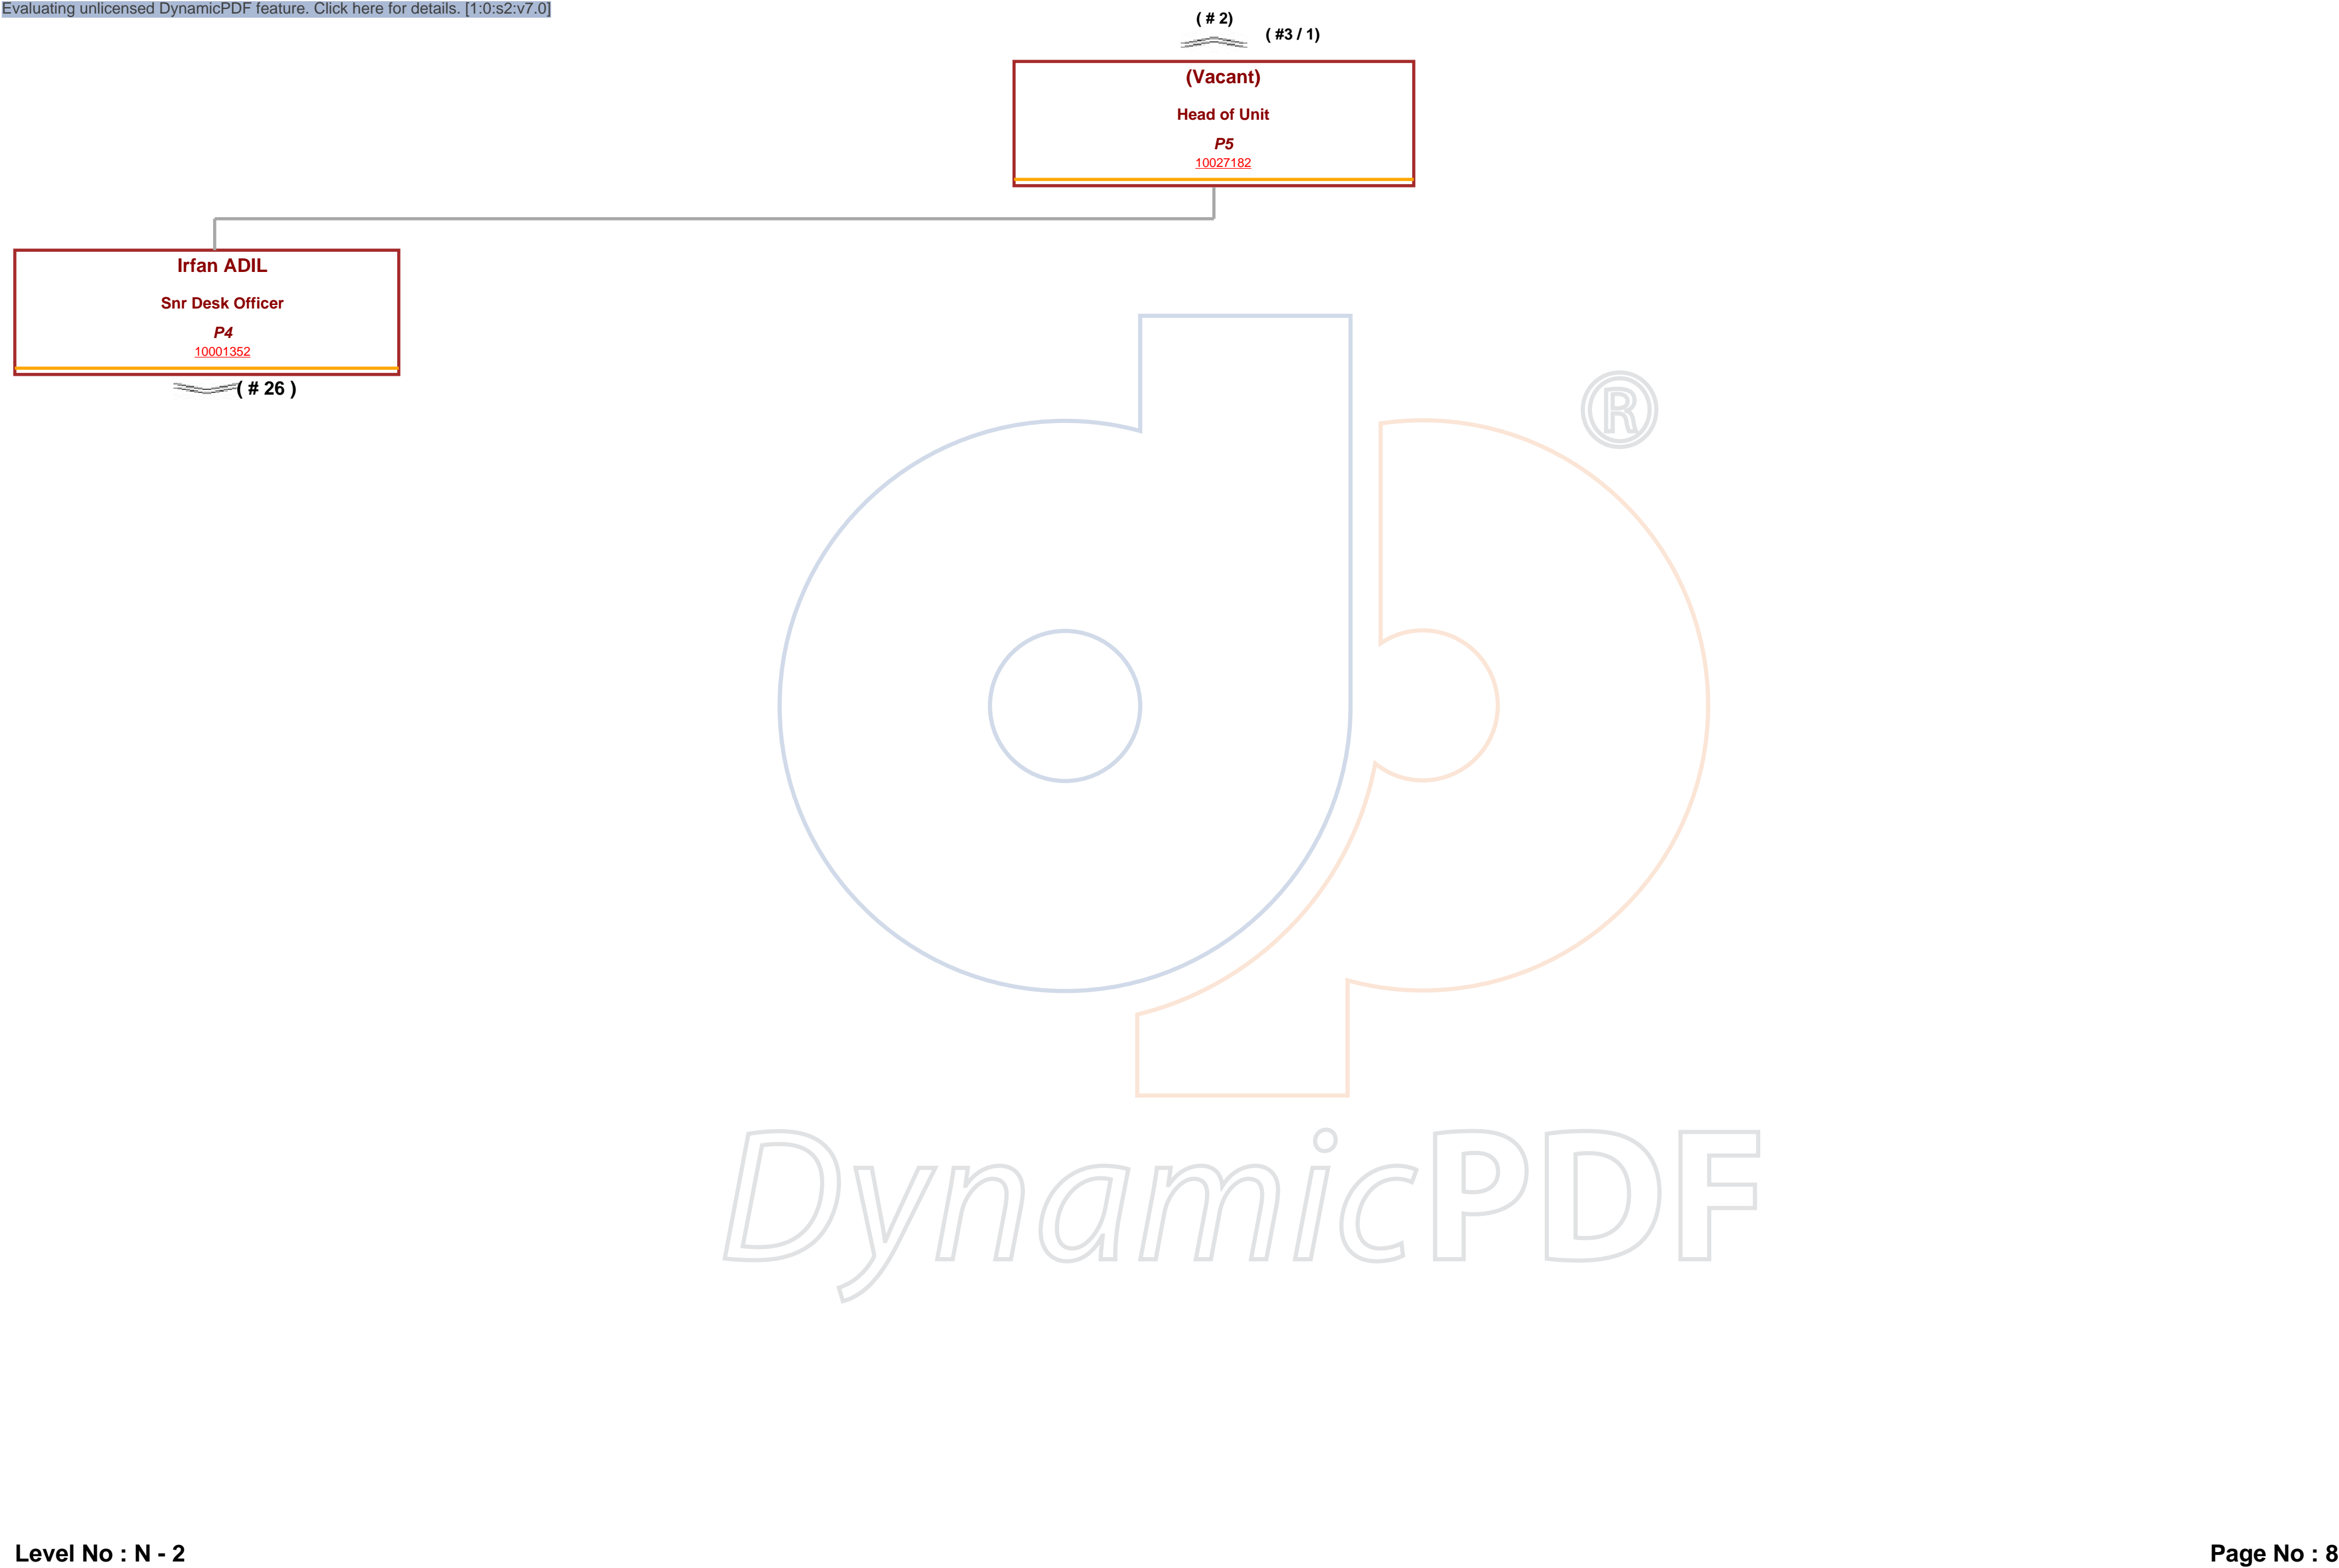 Evaluating unlicensed DynamicPDF feature. Click here for details. [1:0:s2:v7.0]
( # 2)
( #3 / 1)
(Vacant)
Head of Unit
P5
10027182
Irfan ADIL
Snr Desk Officer
P4
10001352
( # 26 )
®
DynamicPDF
Level No : N - 2
Page No : 8